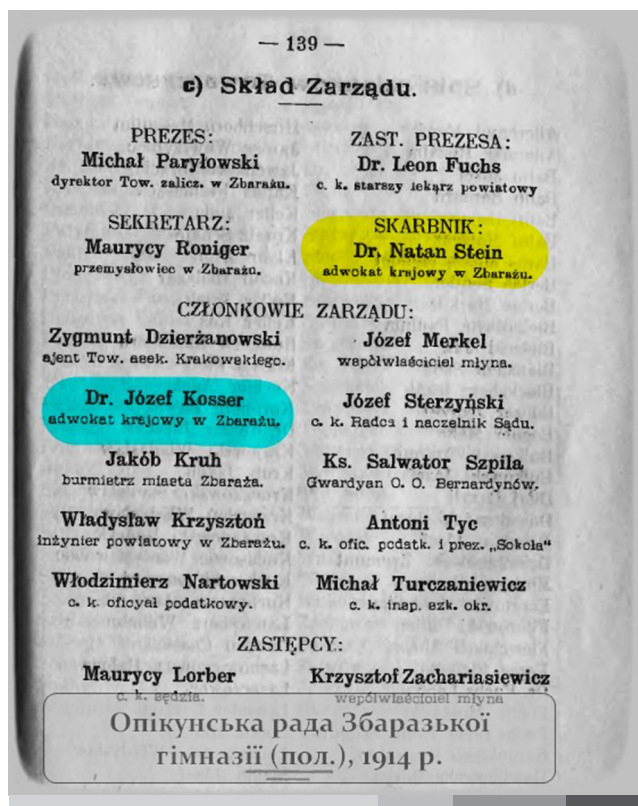 — 139 —
c) Skład Zarządu.
PREZES:
Michał Paryłowski
dyrektor Tow. zalicz. w Zbarażu.
ZAST. PREZESA:
Dr. Leon Fuchs
c. k. starszy lekarz powiatowy
SEKRETARZ:
Maurycy Roniger
przemysłowiec w Zbarażu.
SKARBNIK:
Dr. Natan Stein
adwokat krajowy w Zbarażu.
CZŁONKOWIE ZARZĄDU:
Zygmunt Dzierżanowski
ajent Tow. asek. Krakowskiego.
Józef Merkel
współwłaściciel młyna.
Dr. Józef Kosser
adwokat krajowy w Zbarażu.
Józef Sterzyński
c. k. Radca i naczelnik Sądu.
Jakób Kruh
burmistrz miasta Zbaraża.
Ks. Salwator Szpila
Gwardyan O. O. Bernardynów.
Władysław Krzysztoń
inżynier powiatowy w Zbarażu.
Antoni Tyc
c. k. ofic. podatk. i prez. „Sokoła“
Włodzimierz Nartowski
c. k. oficyał podatkowy.
Michał Turczaniewicz
c. k. insp. szk. okr.
ZASTĘPCY:
Maurycy Lorber
c. k. sędzia.
Krzysztof Zachariasiewicz
współwłaściciel młyna
Опікунська рада Збаразької
гімназії (пол.), 1914 р.